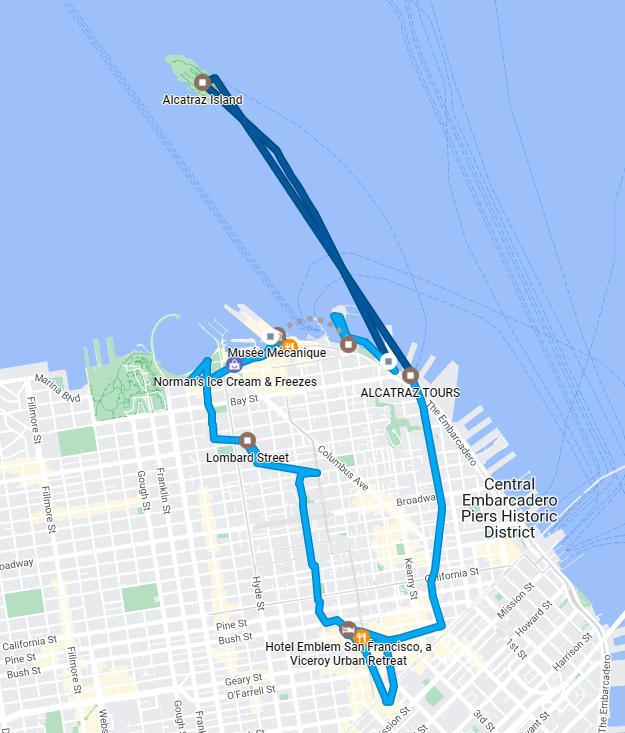 Alcatraz Island
Musée Mécanique
Norman's Ice Cream & Freezes
ALCATRAZ TOURS
Marina Blvd
Bay St
The Embarcadero
Fillmore St
Lombard Street
Columbus Ave
Franklin St
Gough St
Fillmore St
Central
Embarcadero
Piers Historic
District
Broadway
oadway
Kearny St
California St
Hyde St
Mission St
Howard St
1st St
Harrison St
Pine St
Bush St
California St
Pine St
Bush St
Hotel Emblem San Francisco, a
Viceroy Urban Retreat
The Embarcadero
Geary St
O'Farrell St
Fillmore St
Webs
Gough S
Frank
ission St
3rd St
yant St